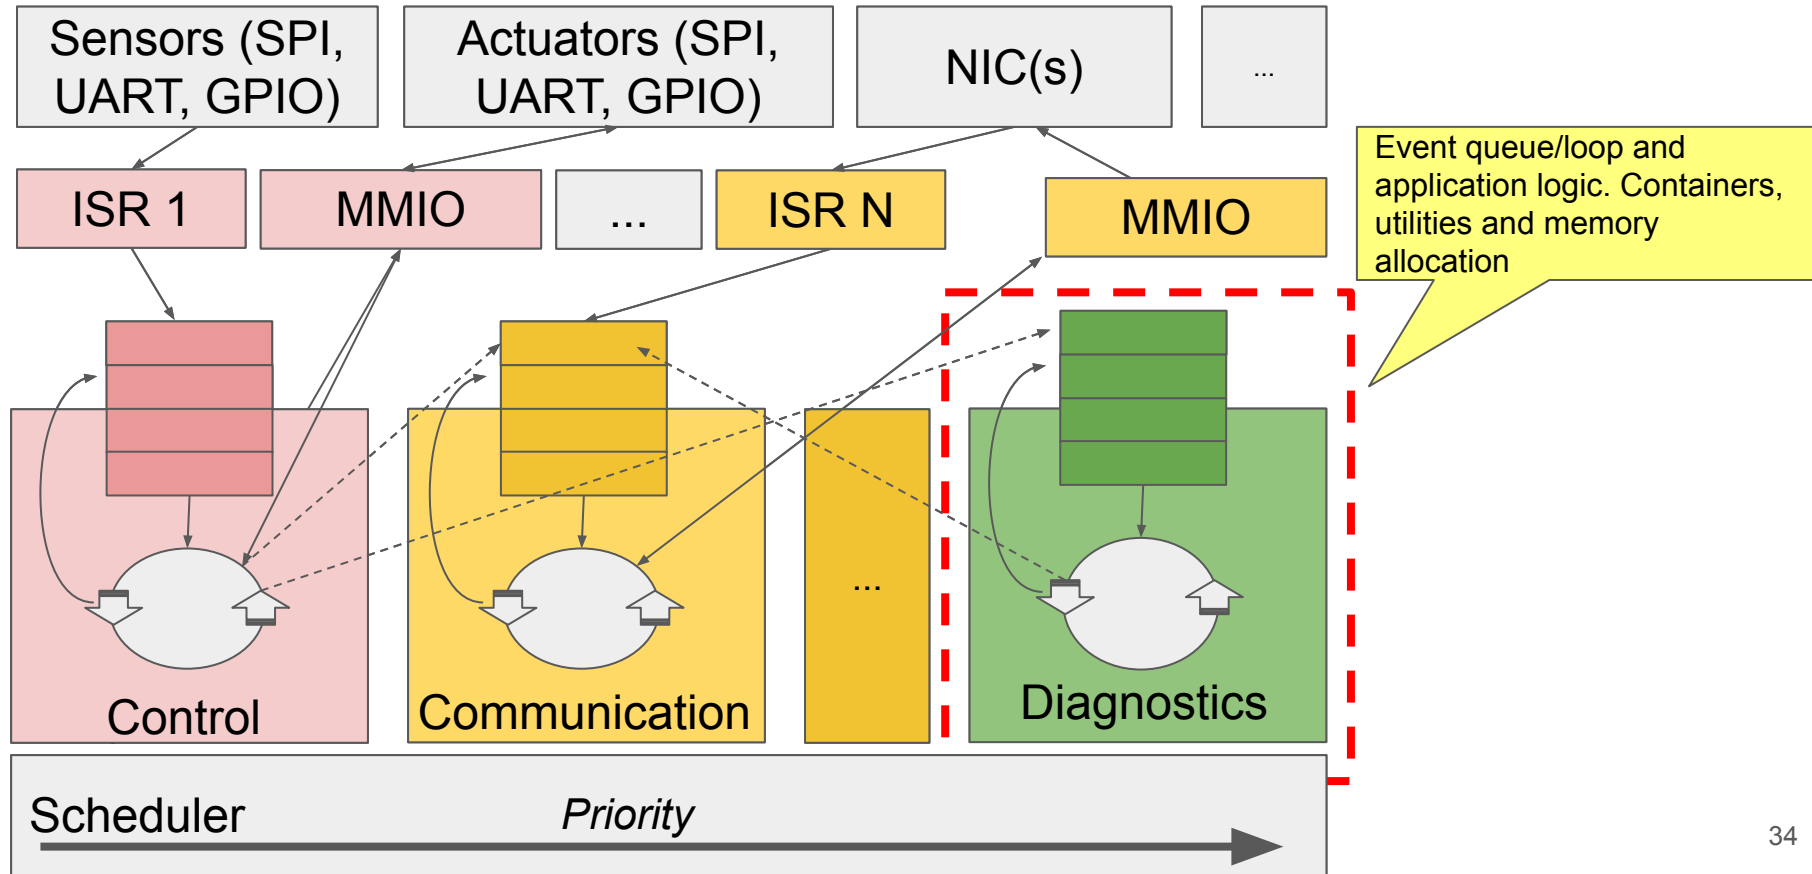 Sensors (SPI,
UART, GPIO)
Actuators (SPI,
UART, GPIO)
NIC(s)
...
ISR 1
MMIO
...
ISR N
MMIO
Event queue/loop and
application logic. Containers,
utilities and memory
allocation
Control
Communication
...
Diagnostics
Scheduler
Priority
34